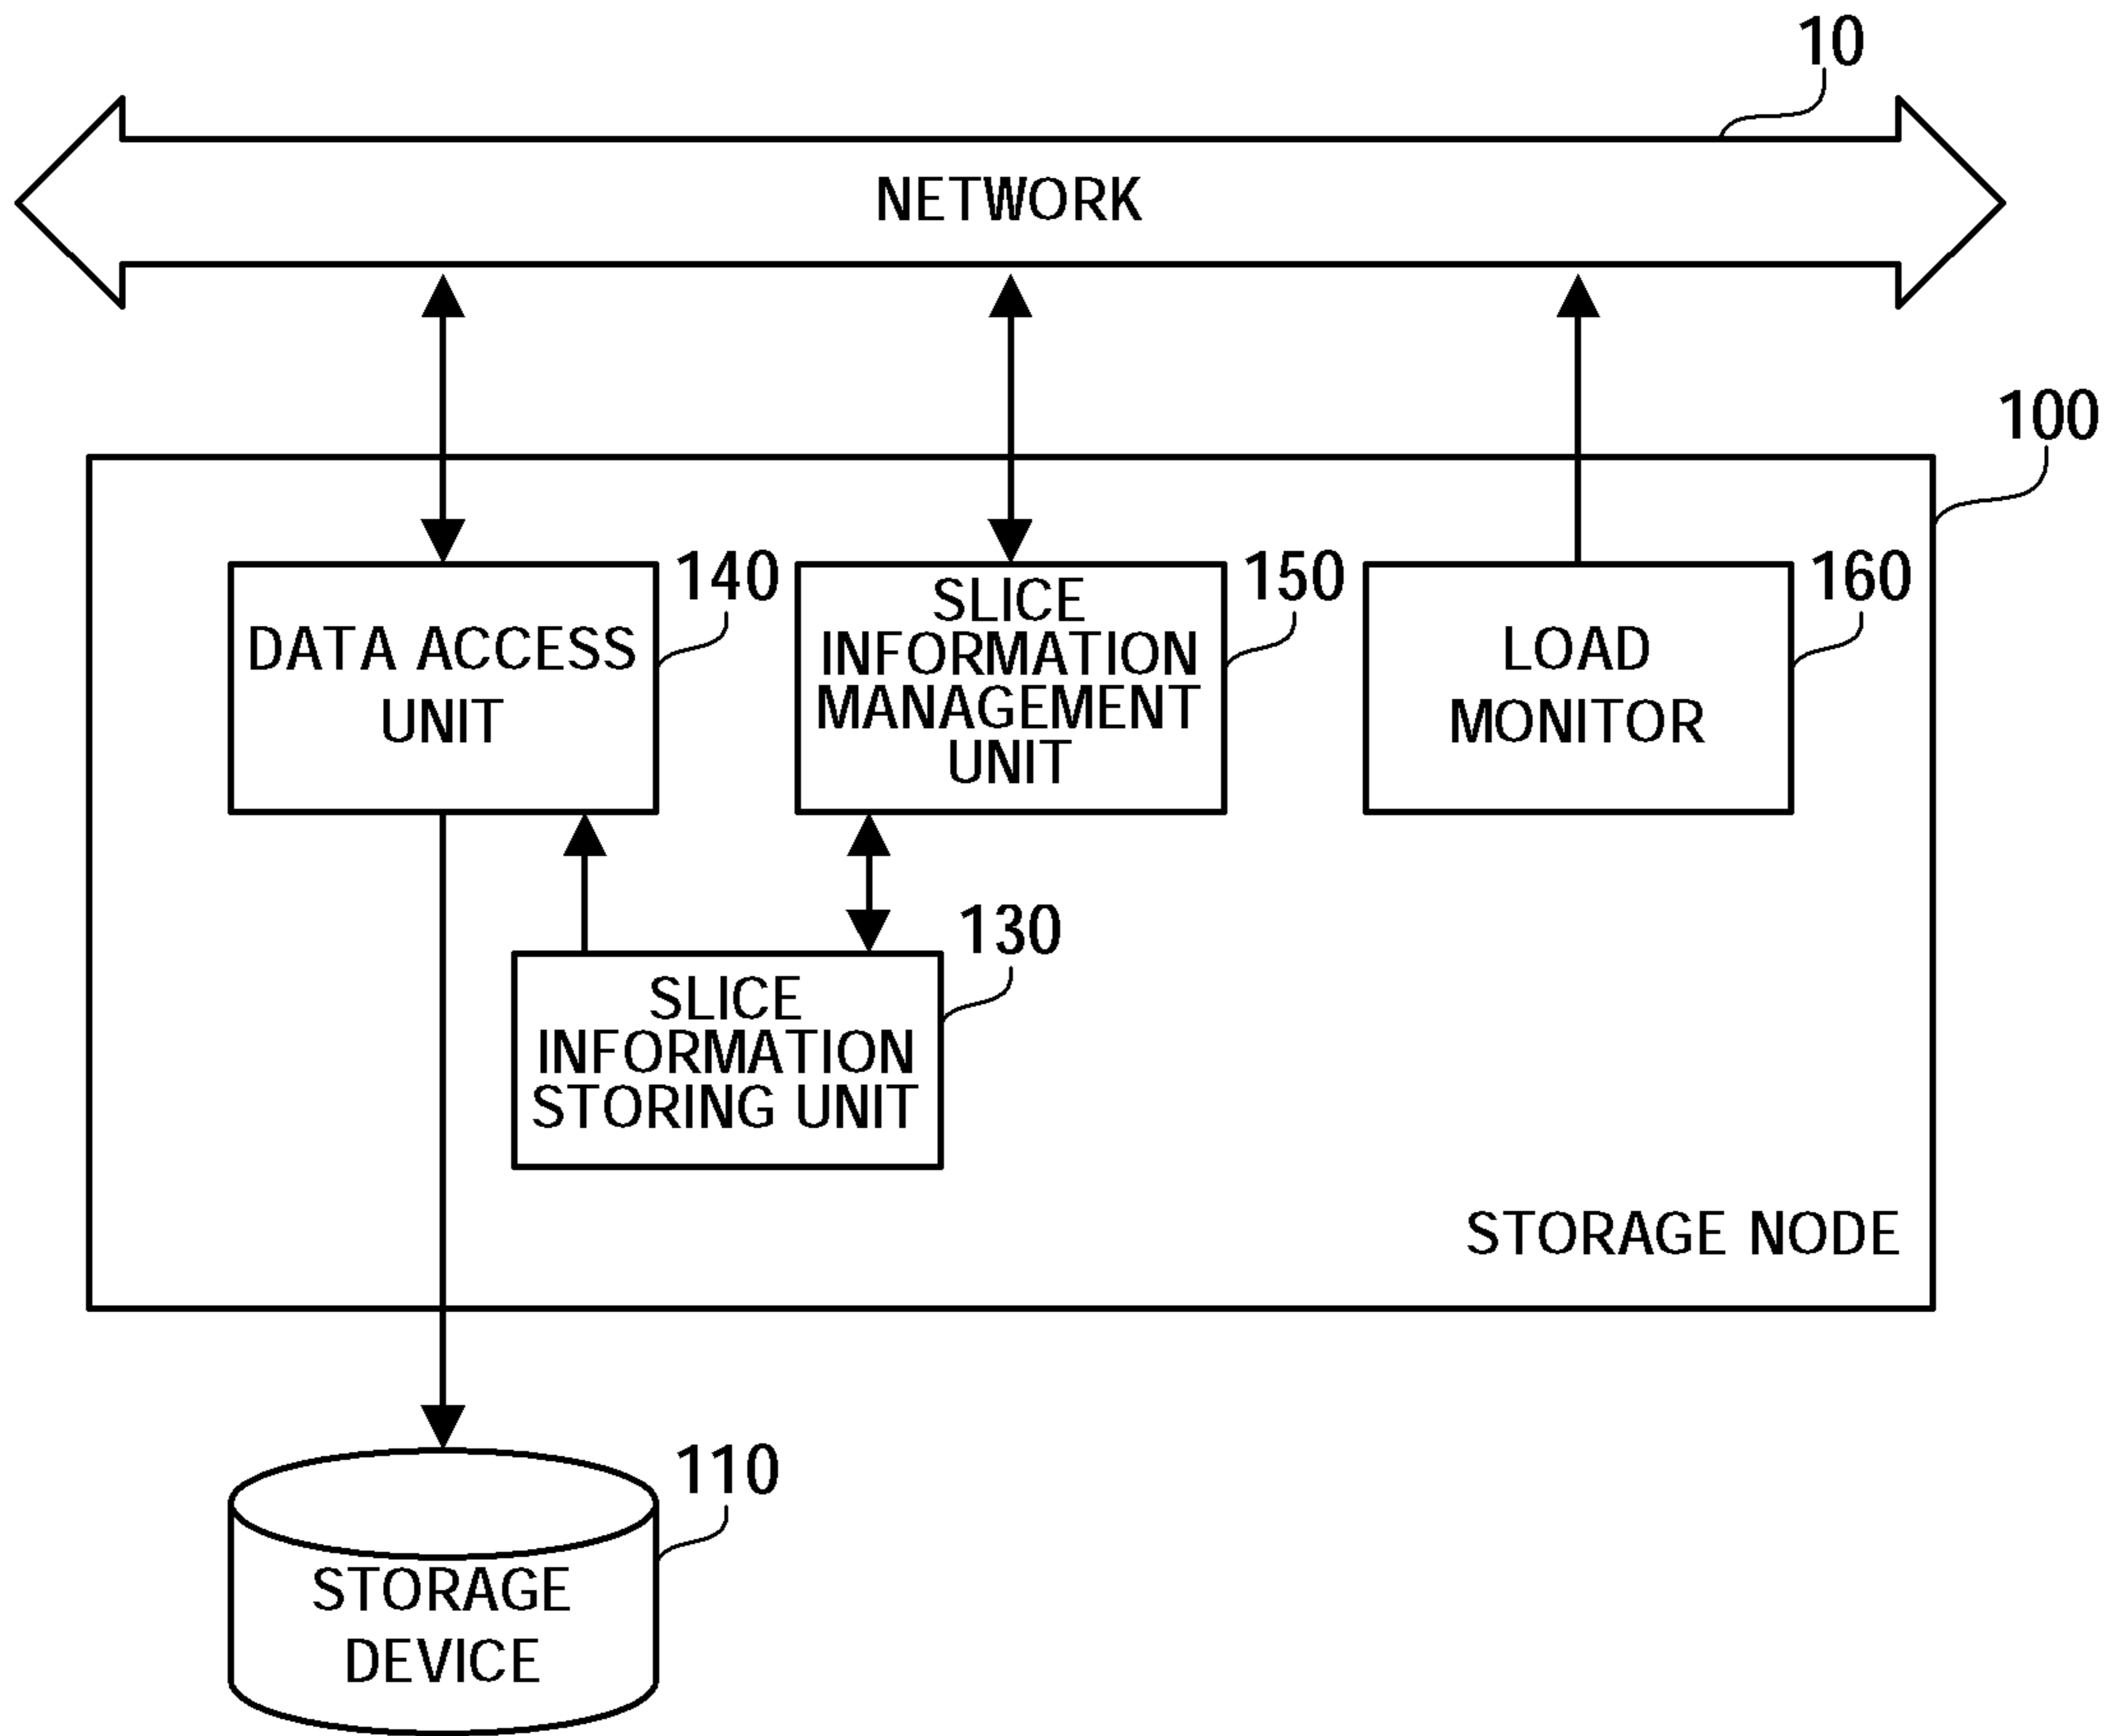 10
NETWORK
100
140
DATA ACCESS
UNIT
150
SLICE
INFORMATION
MANAGEMENT
UNIT
160
LOAD
MONITOR
130
SLICE
INFORMATION
STORING UNIT
STORAGE NODE
110
STORAGE
DEVICE